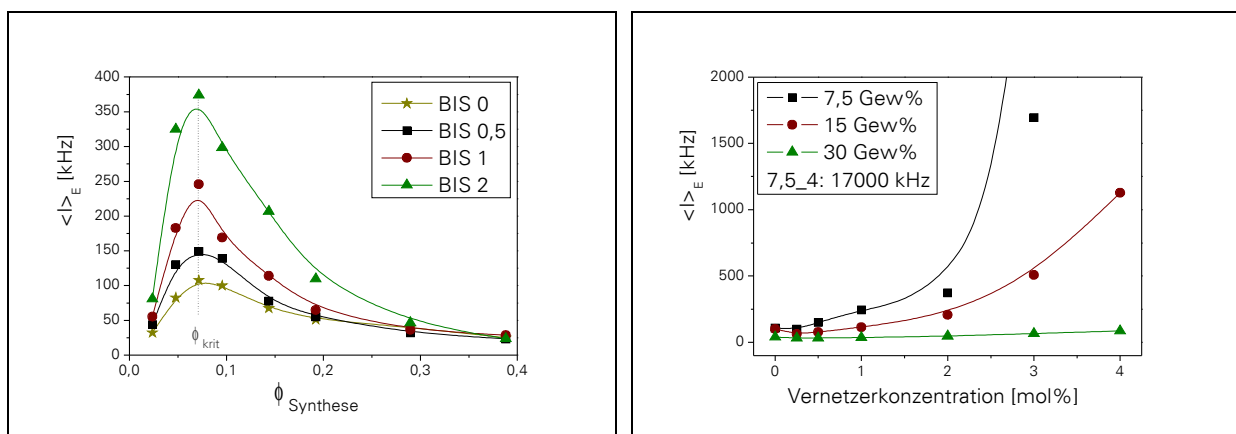 400
350
300
250
200
150
100
50
0
<I>E [kHz]
BIS 0
BIS 0,5
BIS 1
BIS 2
ϕkrit
0,0 0,1 0,2 0,3 0,4
ϕSynthese
2000
1500
1000
500
0
<I>E [kHz]
7,5 Gew%
15 Gew%
30 Gew%
7,5_4: 17000 kHz
0 1 2 3 4
Vernetzerkonzentration [mol%]